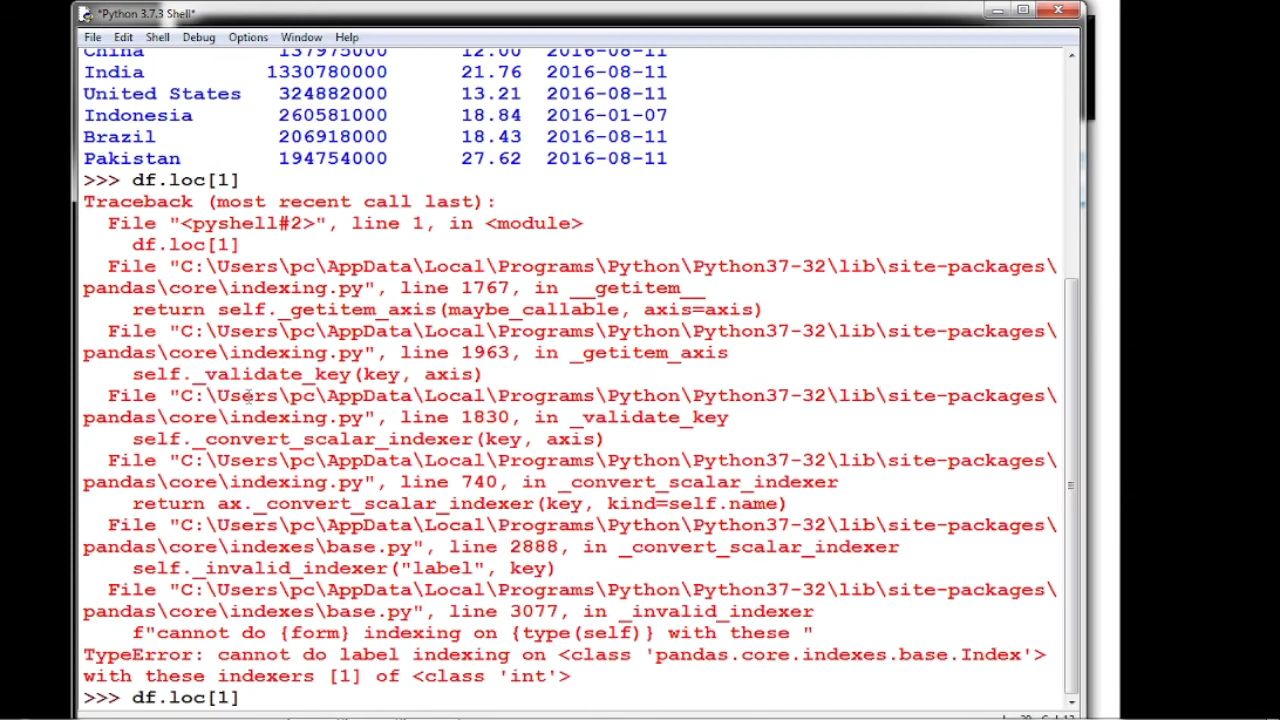 *Python 3.7.3 Shell*
File Edit Shell Debug Options Window Help
China 137975000 12.00 2016-08-11
India 1330780000 21.76 2016-08-11
United States 324882000 13.21 2016-08-11
Indonesia 260581000 18.84 2016-01-07
Brazil 206918000 18.43 2016-08-11
Pakistan 194754000 27.62 2016-08-11
>>> df.loc[1]
Traceback (most recent call last):
File "<pyshell#2>", line 1, in <module>
df.loc[1]
File "C:\Users\pc\AppData\Local\Programs\Python\Python37-32\lib\site-packages\
pandas\core\indexing.py", line 1767, in __getitem__
return self._getitem_axis(maybe_callable, axis=axis)
File "C:\Users\pc\AppData\Local\Programs\Python\Python37-32\lib\site-packages\
pandas\core\indexing.py", line 1963, in _getitem_axis
self._validate_key(key, axis)
File "C:\Users\pc\AppData\Local\Programs\Python\Python37-32\lib\site-packages\
pandas\core\indexing.py", line 1830, in _validate_key
self._convert_scalar_indexer(key, axis)
File "C:\Users\pc\AppData\Local\Programs\Python\Python37-32\lib\site-packages\
pandas\core\indexing.py", line 740, in _convert_scalar_indexer
return ax._convert_scalar_indexer(key, kind=self.name)
File "C:\Users\pc\AppData\Local\Programs\Python\Python37-32\lib\site-packages\
pandas\core\indexes\base.py", line 2888, in _convert_scalar_indexer
self._invalid_indexer("label", key)
File "C:\Users\pc\AppData\Local\Programs\Python\Python37-32\lib\site-packages\
pandas\core\indexes\base.py", line 3077, in _invalid_indexer
f"cannot do {form} indexing on {type(self)} with these "
TypeError: cannot do label indexing on <class 'pandas.core.indexes.base.Index'>
with these indexers [1] of <class 'int'>
>>> df.loc[1]